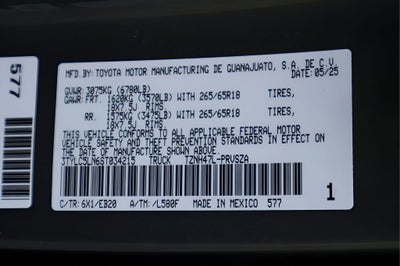 577
MFD.BY: TOYOTA MOTOR MANUFACTURING DE GUANAJUATO, S.A. DE C.V.
DATE: 05/25
GVWR: 3075KG (6780LB)
GAWR: FRT. 1620KG (3570LB) WITH 265/65R18 TIRES,
18X7.5J RIMS
RR. 1575KG (3475LB) WITH 265/65R18 TIRES,
18X7.5J RIMS
THIS VEHICLE CONFORMS TO ALL APPLICABLE FEDERAL MOTOR
VEHICLE SAFETY AND THEFT PREVENTION STANDARDS IN EFFECT ON
THE DATE OF MANUFACTURE SHOWN ABOVE.
JTYLC5LN6ST034215 TRUCK TZNH47L-PRVSZA
1
C/TR: 6X1/EB20 A/TM: /L580F MADE IN MEXICO 577